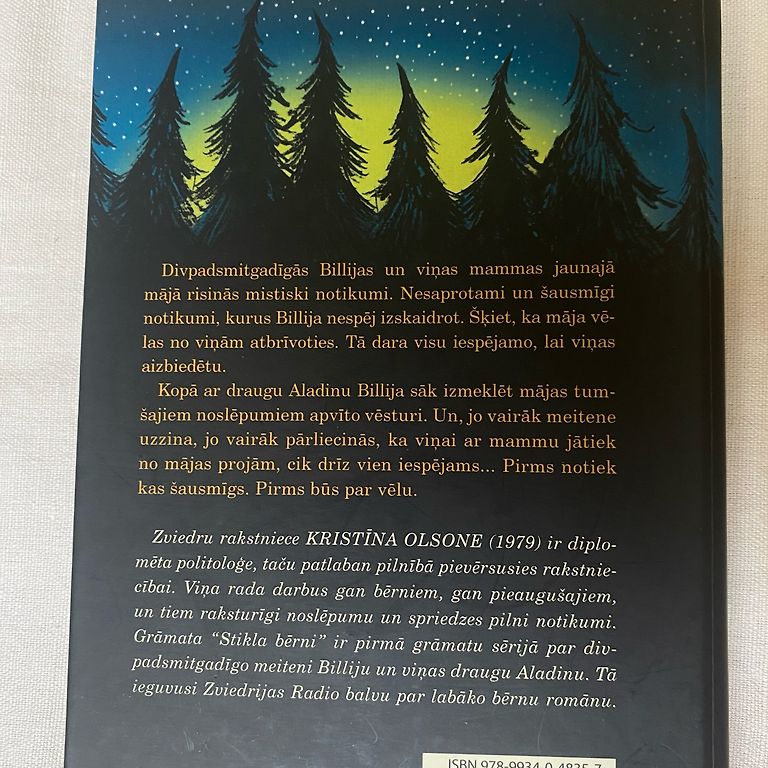 Divpadsmitgadīgās Billijas un viņas mammas jaunajā
mājā risinās mistiski notikumi. Nesaprotami un šausmīgi
notikumi, kurus Billija nespēj izskaidrot. Šķiet, ka māja vē-
las no viņām atbrīvoties. Tā dara visu iespējamo, lai viņas
aizbiedētu.
Kopā ar draugu Aladinu Billija sāk izmeklēt mājas tum-
šajiem noslēpumiem apvīto vēsturi. Un, jo vairāk meitene
uzzina, jo vairāk pārliecinās, ka viņai ar mammu jātiek
no mājas projām, cik drīz vien iespējams... Pirms notiek
kas šausmīgs. Pirms būs par vēlu.
Zviedru rakstniece KRISTĪNA OLSONE (1979) ir diplo-
mēta politoloģe, taču patlaban pilnībā pievērsusies rakstnie-
cībai. Viņa rada darbus gan bērniem, gan pieaugušajiem,
un tiem raksturīgi noslēpumu un spriedzes pilni notikumi.
Grāmata “Stikla bērni” ir pirmā grāmatu sērijā par div-
padsmitgadīgo meiteni Billiju un viņas draugu Aladinu. Tā
ieguvusi Zviedrijas Radio balvu par labāko bērnu romānu.
ISBN 978-9934-0-4835-7